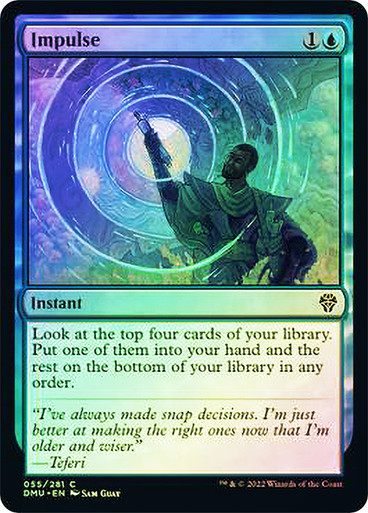 Impulse 1
Instant
Look at the top four cards of your library.
Put one of them into your hand and the
rest on the bottom of your library in any
order.
“I’ve always made snap decisions. I’m just
better at making the right ones now that I’m
older and wiser.”
—Teferi
055/281 C
DMU • EN Sam Guay
™ & © 2022 Wizards of the Coast